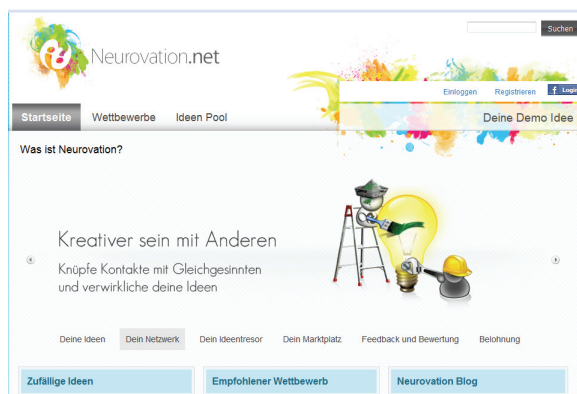 Suchen
Neurovation.net
Einloggen Registrieren f Login
Startseite Wettbewerbe Ideen Pool Deine Demo Idee
Was ist Neurovation?
Kreativer sein mit Anderen
Knüpfe Kontakte mit Gleichgesinnten
und verwirkliche deine Ideen
Deine Ideen Dein Netzwerk Dein Ideentresor Dein Marktplatz Feedback und Bewertung Belohnung
Zufällige Ideen Empfohlener Wettbewerb Neurovation Blog